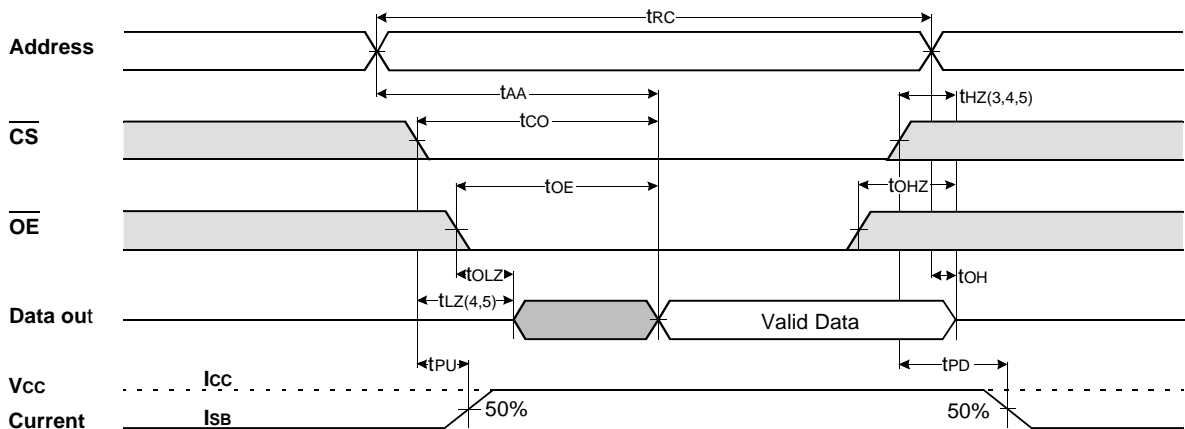 tRC
Address
tAA
tHZ(3,4,5)
tCO
CS
tOE
tOHZ
OE
tOLZ
tOH
tLZ(4,5)
Data out
Valid Data
tPU
tPD
VCC
ICC
50%
50%
Current
ISB